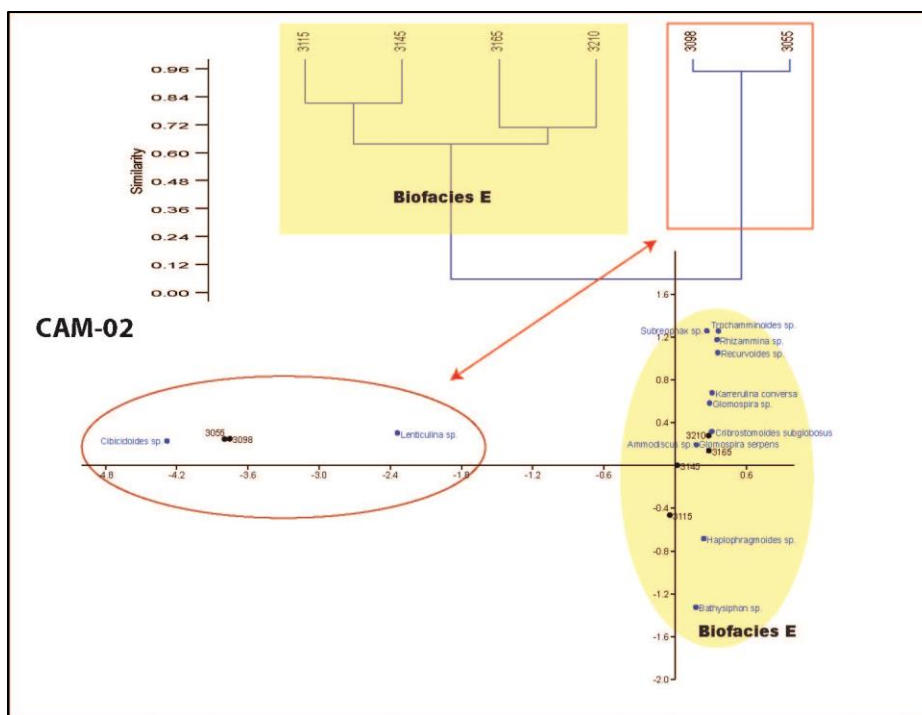 3115
3145
3165
3210
3098
3055
0.96
0.84
0.72
0.60
0.48
0.36
0.24
0.12
0.00
Similarity
Biofacies E
CAM-02
1.6
1.2
0.8
0.4
-0.4
-0.8
-1.2
-1.6
-2.0
-4.8
-4.2
-3.6
-3.0
-2.4
-1.8
-1.2
-0.6
0.6
Trochamminoides sp.
Subreophax sp.
Rhizammina sp.
Recurvoides sp.
Karrerulina conversa
Glomospira sp.
Cribrostomoides subglobosus
3210
Ammodiscus sp.
Glomospira serpens
3165
3145
3115
Haplophragmoides sp.
Bathysiphon sp.
Biofacies E
3055
3098
Cibicidoides sp.
Lenticulina sp.